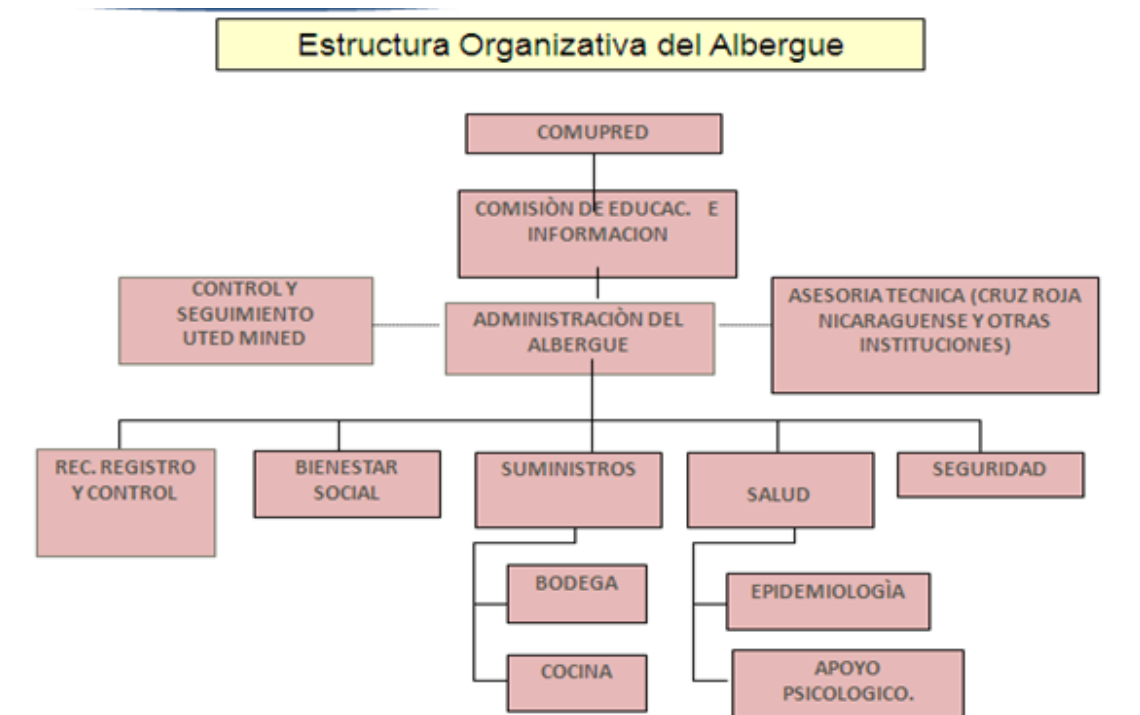 Estructura Organizativa del Albergue
COMUPRED
COMISIÒN DE EDUCAC. E
INFORMACION
CONTROL Y
SEGUIMIENTO
UTED MINED
ADMINISTRACIÒN DEL
ALBERGUE
ASESORIA TECNICA (CRUZ ROJA
NICARAGUENSE Y OTRAS
INSTITUCIONES)
REC. REGISTRO
Y CONTROL
BIENESTAR
SOCIAL
SUMINISTROS
SALUD
SEGURIDAD
BODEGA
COCINA
EPIDEMIOLOGÌA
APOYO
PSICOLOGICO.